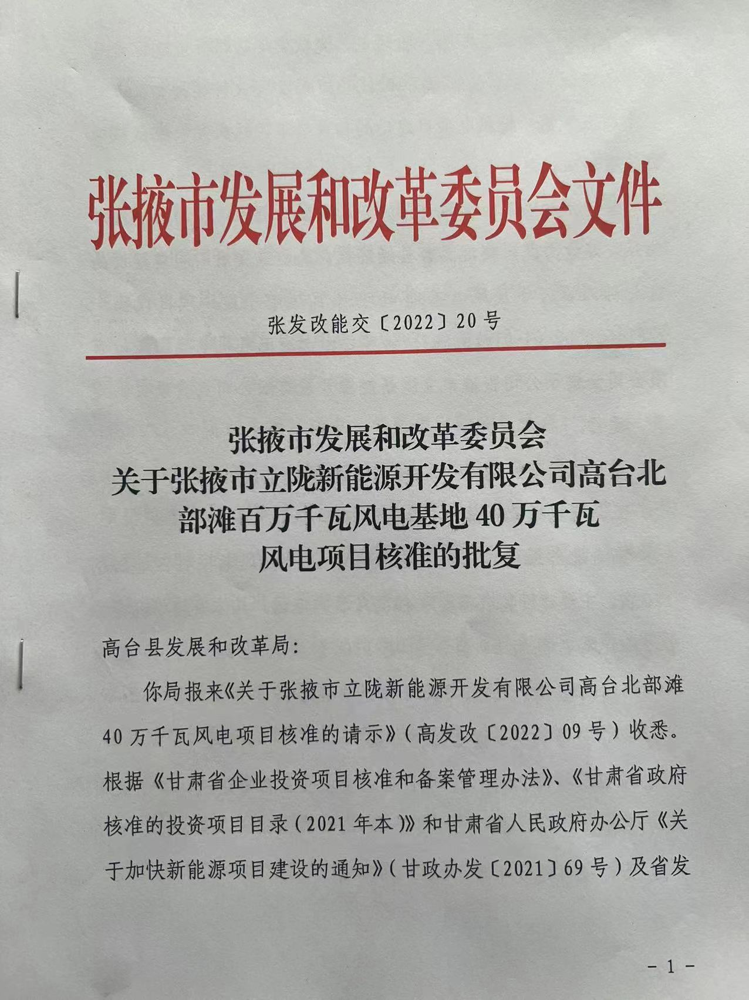 张掖市发展和改革委员会文件
张发改能交〔2022〕20号
张掖市发展和改革委员会
关于张掖市立陇新能源开发有限公司高台北
部滩百万千瓦风电基地40万千瓦
风电项目核准的批复
高台县发展和改革局：
你局报来《关于张掖市立陇新能源开发有限公司高台北部滩
40万千瓦风电项目核准的请示》（高发改〔2022〕09号）收悉。
根据《甘肃省企业投资项目核准和备案管理办法》、《甘肃省政府
核准的投资项目目录（2021年本）》和甘肃省人民政府办公厅《关
于加快新能源项目建设的通知》（甘政办发〔2021〕69号）及省发
- 1 -